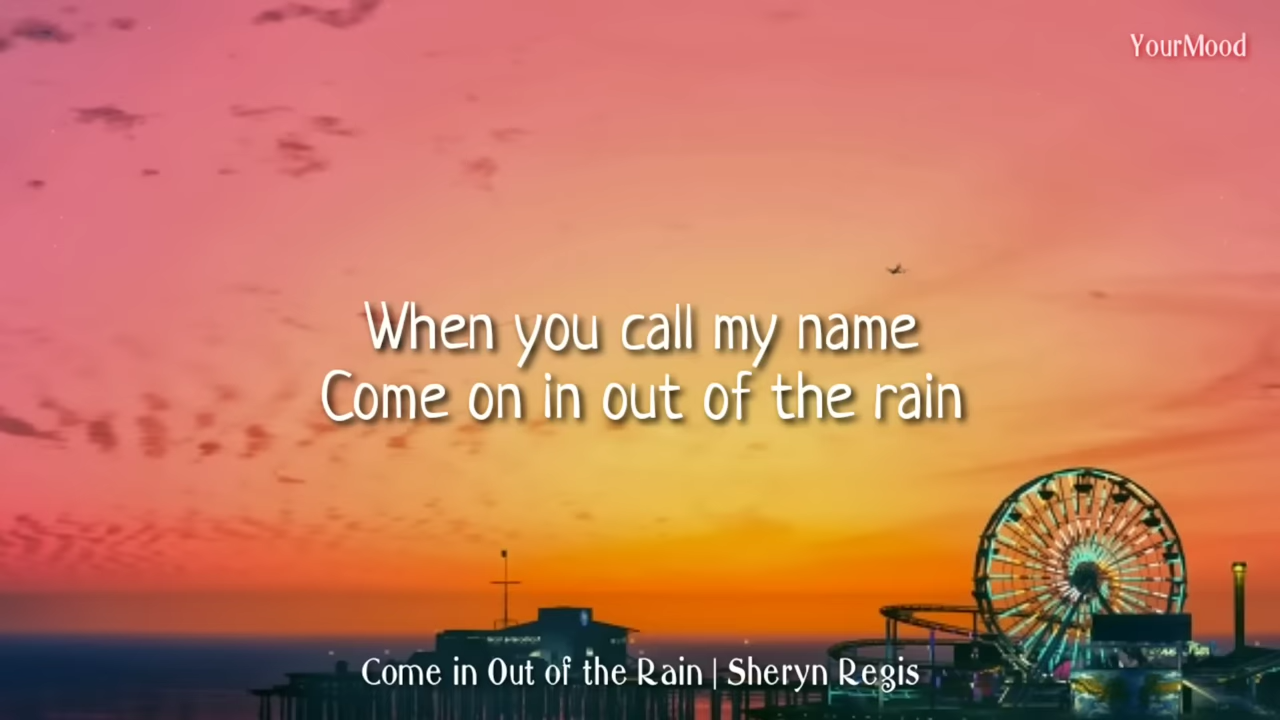 YourMood
When you call my name
Come on in out of the rain
Come in Out of the Rain | Sheryn Regis